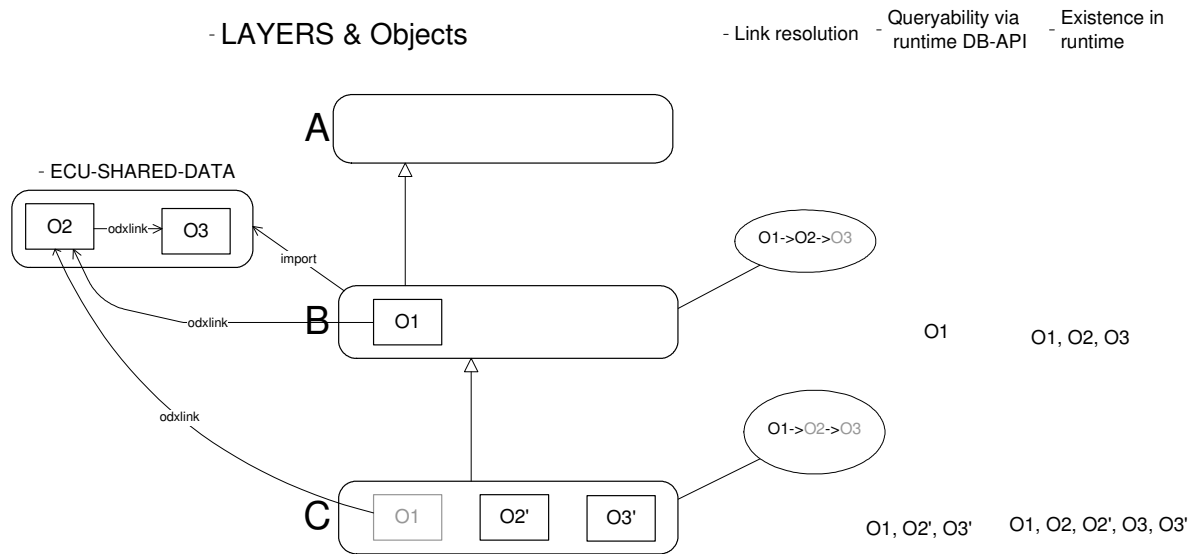 - LAYERS & Objects
- Link resolution
- Queryability via
runtime DB-API
- Existence in
runtime
A
- ECU-SHARED-DATA
O2
odxlink
O3
O1->O2->O3
import
B
odxlink
O1
O1
O1, O2, O3
odxlink
O1->O2->O3
C
O1
O2'
O3'
O1, O2', O3'
O1, O2, O2', O3, O3'